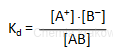 K_d = [A⁺]·[B⁻] / [AB]